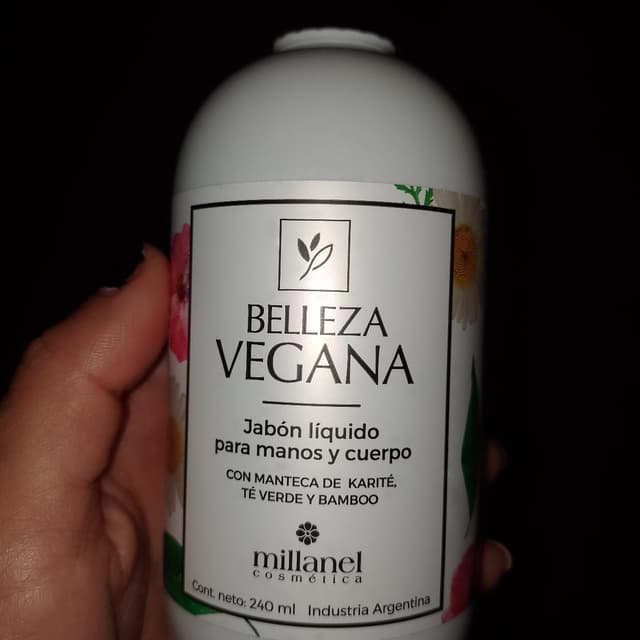 BELLEZA
VEGANA
Jabón líquido
para manos y cuerpo
CON MANTECA DE KARITÉ,
TÉ VERDE Y BAMBOO
millanel
cosmética
Cont. neto: 240 ml Industria Argentina